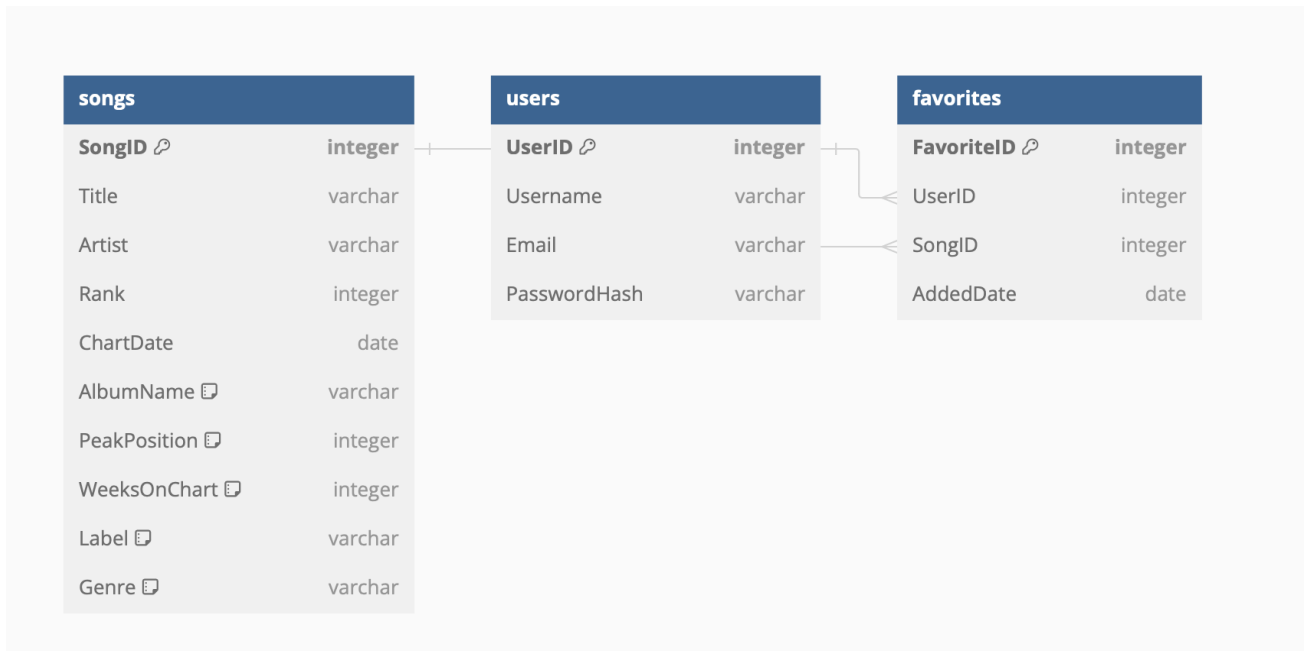 songs
SongID integer
Title varchar
Artist varchar
Rank integer
ChartDate date
AlbumName varchar
PeakPosition integer
WeeksOnChart integer
Label varchar
Genre varchar
users
UserID integer
Username varchar
Email varchar
PasswordHash varchar
favorites
FavoriteID integer
UserID integer
SongID integer
AddedDate date